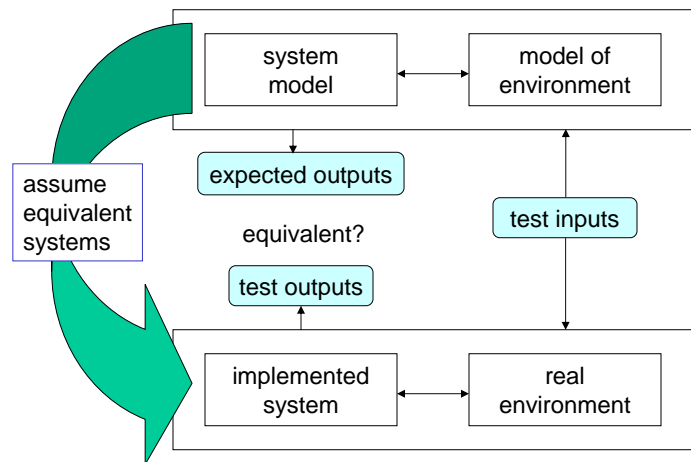 system
model
model of
environment
expected outputs
assume
equivalent
systems
test inputs
equivalent?
test outputs
implemented
system
real
environment